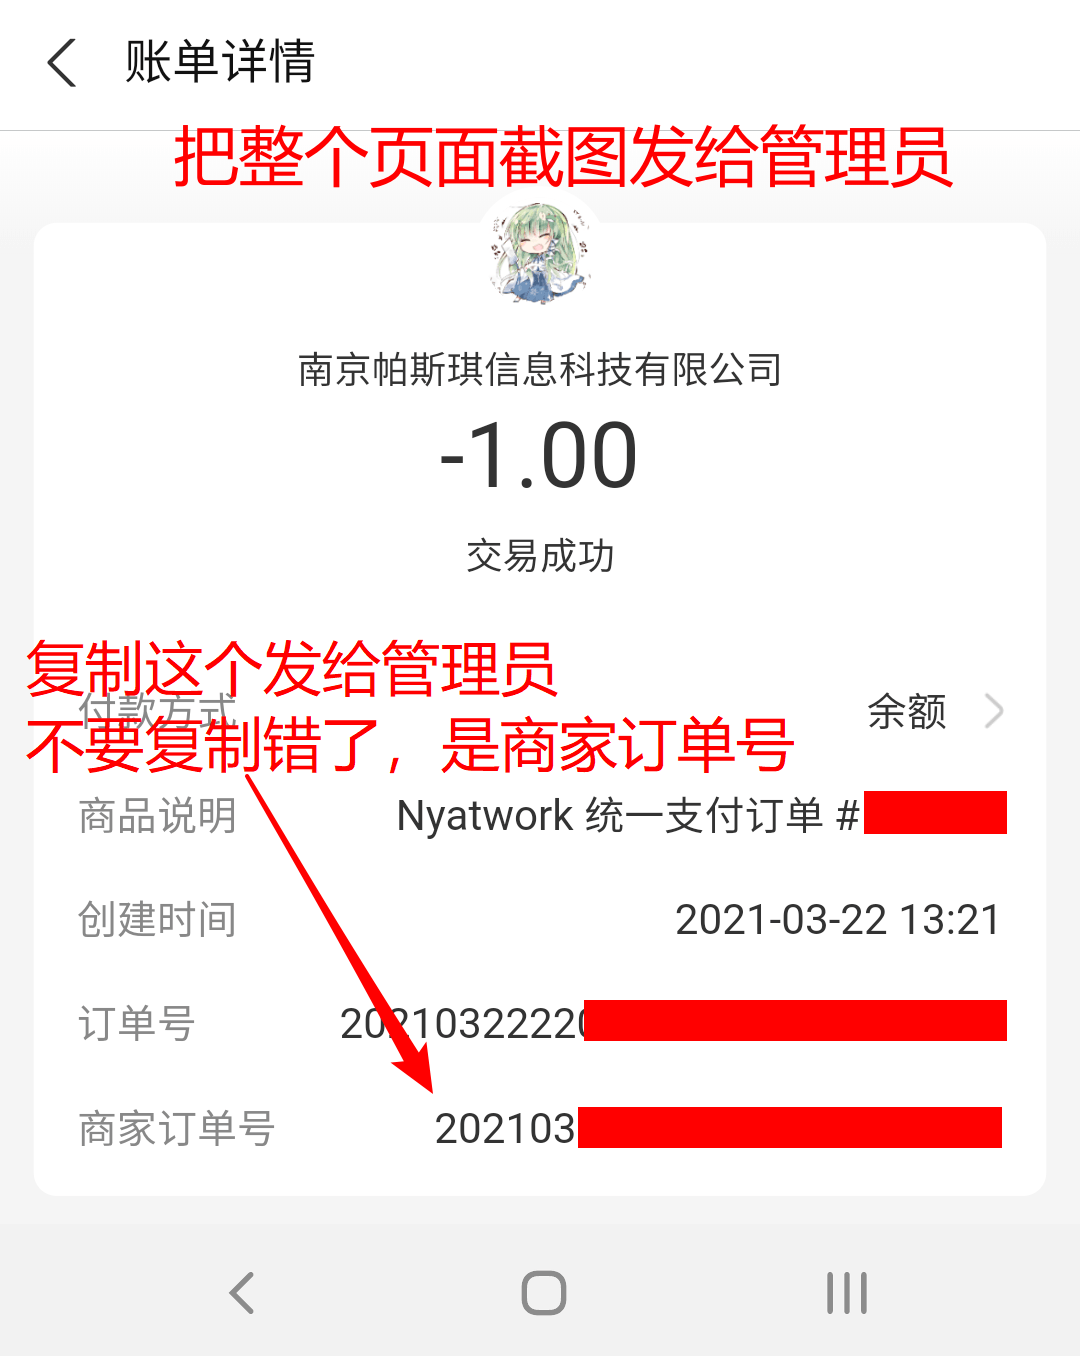 账单详情
把整个页面截图发给管理员
南京帕斯琪信息科技有限公司
-1.00
交易成功
复制这个发给管理员
付款方式 余额
不要复制错了，是商家订单号
商品说明 Nyatwork 统一支付订单 #
创建时间 2021-03-22 13:21
订单号 20210322220
商家订单号 202103